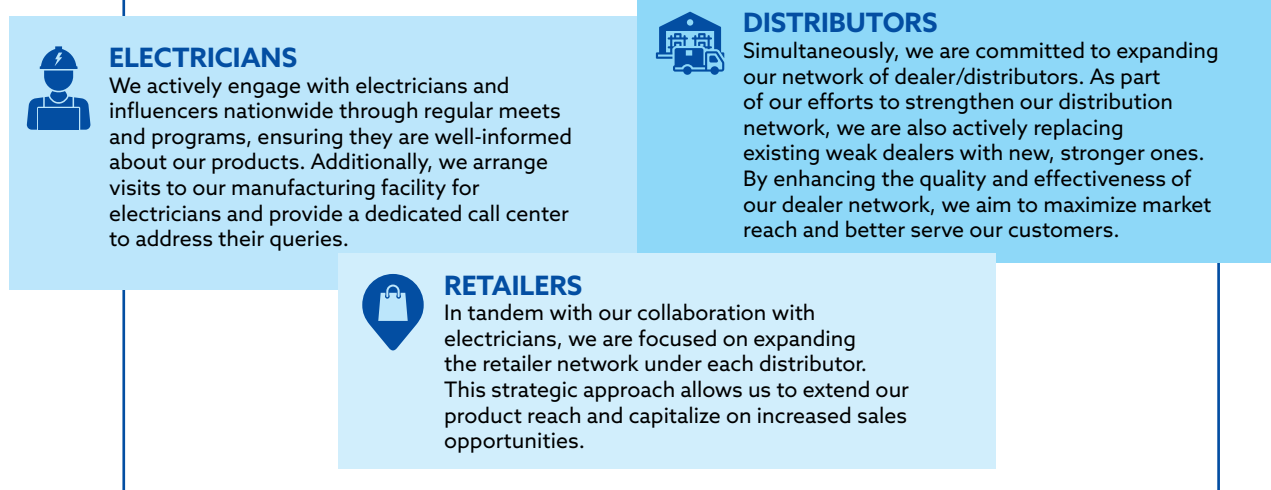 ELECTRICIANS
We actively engage with electricians and
influencers nationwide through regular meets
and programs, ensuring they are well-informed
about our products. Additionally, we arrange
visits to our manufacturing facility for
electricians and provide a dedicated call center
to address their queries.
DISTRIBUTORS
Simultaneously, we are committed to expanding
our network of dealer/distributors. As part
of our efforts to strengthen our distribution
network, we are also actively replacing
existing weak dealers with new, stronger ones.
By enhancing the quality and effectiveness of
our dealer network, we aim to maximize market
reach and better serve our customers.
RETAILERS
In tandem with our collaboration with
electricians, we are focused on expanding
the retailer network under each distributor.
This strategic approach allows us to extend our
product reach and capitalize on increased sales
opportunities.